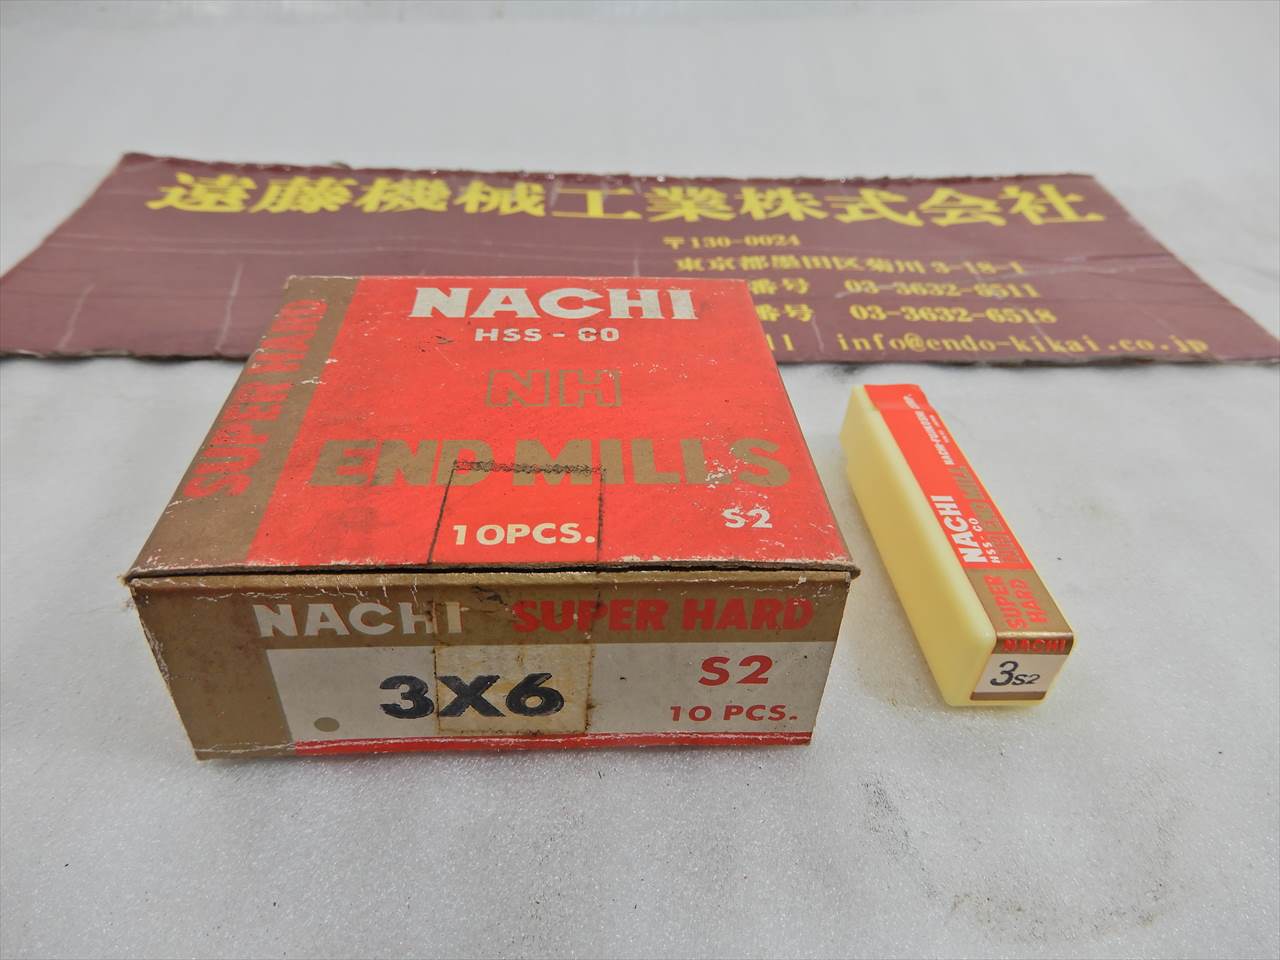 遠藤機械工業株式会社
〒130-0024
東京都墨田区菊川 3-18-1
番号 03-3632-6511
番号 03-3632-6518
info@endo-kikai.co.jp
SUPER HARD
NACHI
HSS-CO
NH
END MILLS
10PCS.
S2
NACHI SUPER HARD
3X6
S2
10 PCS.
NACHI
HSS-CO
END MILL
SUPER
HARD
NACHI
3S2